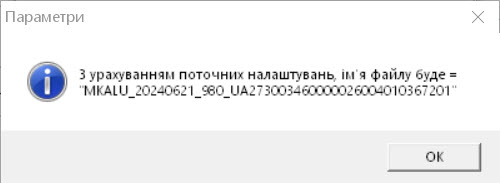 Параметри
З урахуванням поточних налаштувань, ім'я файлу буде =
"MKALU_20240621_980_UA273003460000026004010367201"
OK